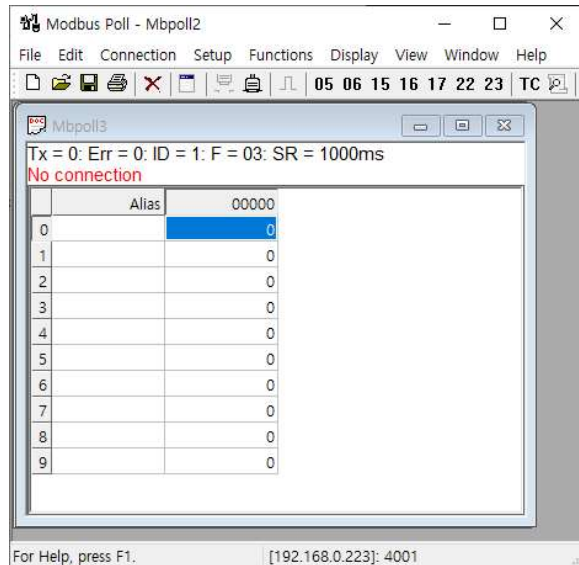 Modbus Poll - Mbpoll2
File Edit Connection Setup Functions Display View Window Help
05 06 15 16 17 22 23 TC
Mbpoll3
Tx = 0: Err = 0: ID = 1: F = 03: SR = 1000ms
No connection
Alias 00000
0 0
1 0
2 0
3 0
4 0
5 0
6 0
7 0
8 0
9 0
For Help, press F1. [192.168.0.223]: 4001